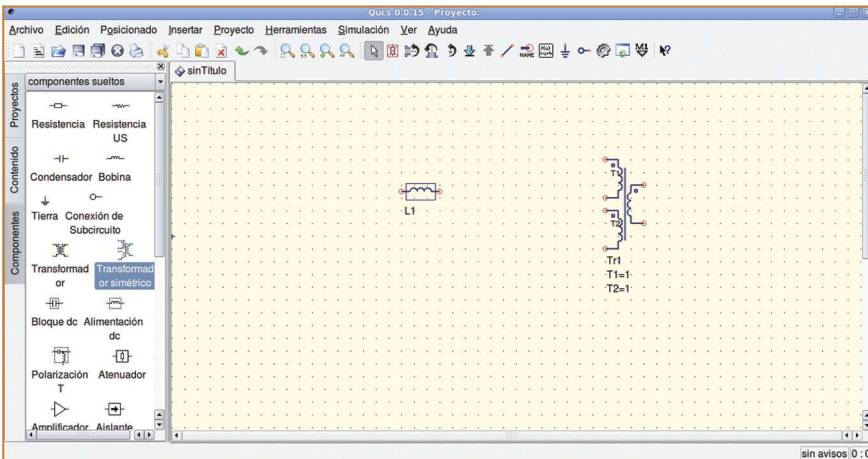 Qucs 0.0.15 - Proyecto:
Archivo Edición Posicionado Insertar Proyecto Herramientas Simulación Ver Ayuda
NAME
sinTítulo
componentes sueltos
Proyectos
Contenido
Componentes
Resistencia Resistencia
US
Condensador Bobina
Tierra Conexión de
Subcircuito
Transformad Transformad
or or simétrico
Bloque dc Alimentación
dc
Polarización Atenuador
T
Amplificador Aislante
L1
T1
T2
Tr1
T1=1
T2=1
sin avisos 0 : 0